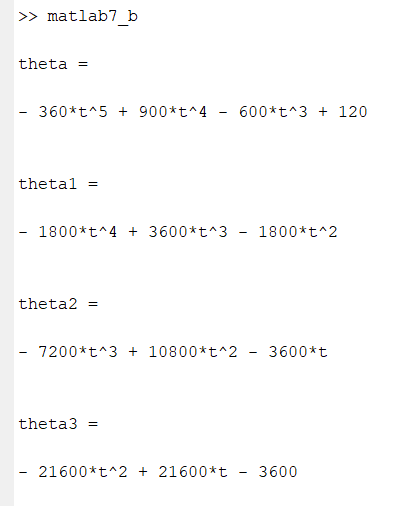 >> matlab7_b
theta =
- 360*t^5 + 900*t^4 - 600*t^3 + 120
theta1 =
- 1800*t^4 + 3600*t^3 - 1800*t^2
theta2 =
- 7200*t^3 + 10800*t^2 - 3600*t
theta3 =
- 21600*t^2 + 21600*t - 3600